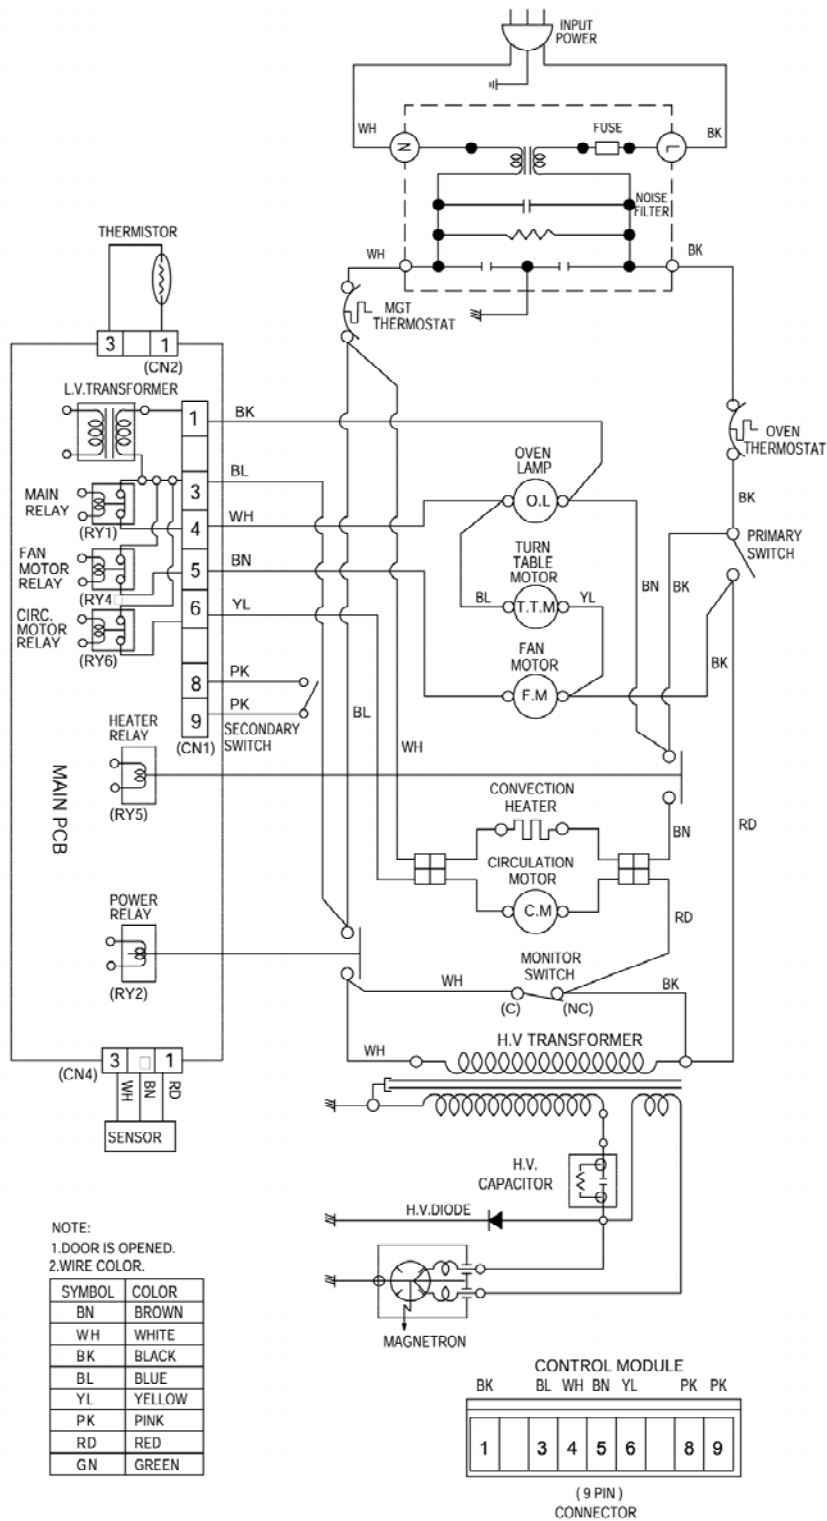 INPUT
POWER
WH
BK
N
FUSE
L
NOISE
FILTER
WH
BK
THERMISTOR
MGT
THERMOSTAT
3 1
(CN2)
L.V.TRANSFORMER
1
BK
OVEN
THERMOSTAT
OVEN
LAMP
BL
3
MAIN
RELAY
(RY1)
4
WH
O.L
BK
PRIMARY
SWITCH
FAN
MOTOR
RELAY
(RY4
5
BN
TURN
TABLE
MOTOR
BN
BK
BL
T.T.M
YL
CIRC.
MOTOR
RELAY
(RY6)
6
YL
FAN
MOTOR
F.M
BK
8
PK
PK
9
(CN1)
SECONDARY
SWITCH
BL
WH
HEATER
RELAY
(RY5)
MAIN PCB
CONVECTION
HEATER
BN
RD
CIRCULATION
MOTOR
C.M
RD
POWER
RELAY
(RY2)
MONITOR
SWITCH
WH
BK
(C)
(NC)
WH
H.V TRANSFORMER
3 1
(CN4)
WH
BN
RD
SENSOR
H.V.
CAPACITOR
H.V.DIODE
MAGNETRON
NOTE:
1.DOOR IS OPENED.
2.WIRE COLOR.
SYMBOL COLOR
BN BROWN
WH WHITE
BK BLACK
BL BLUE
YL YELLOW
PK PINK
RD RED
GN GREEN
CONTROL MODULE
BK BL WH BN YL PK PK
1 3 4 5 6 8 9
( 9 PIN )
CONNECTOR